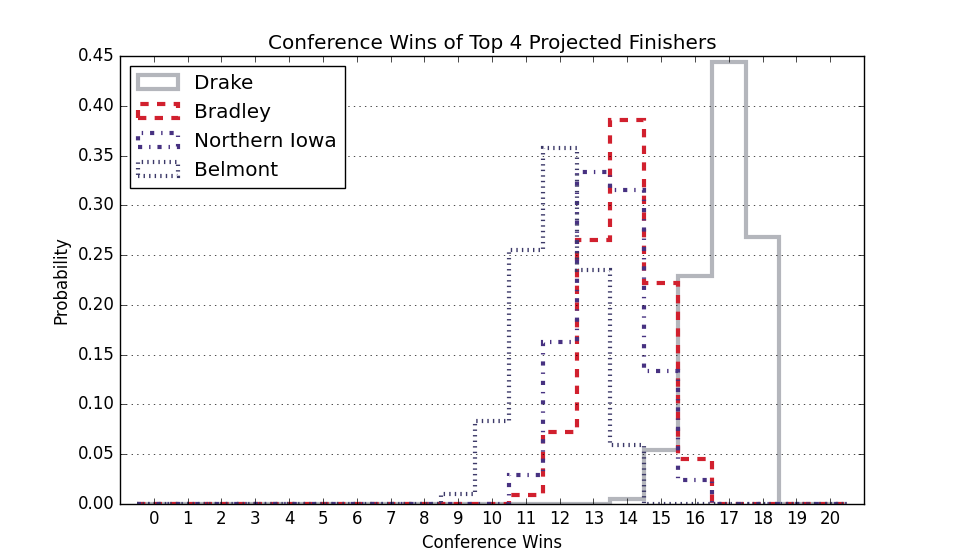 Conference Wins of Top 4 Projected Finishers
Drake
Bradley
Northern Iowa
Belmont
0.45
0.40
0.35
0.30
0.25
0.20
0.15
0.10
0.05
0.00
Probability
0 1 2 3 4 5 6 7 8 9 10 11 12 13 14 15 16 17 18 19 20
Conference Wins